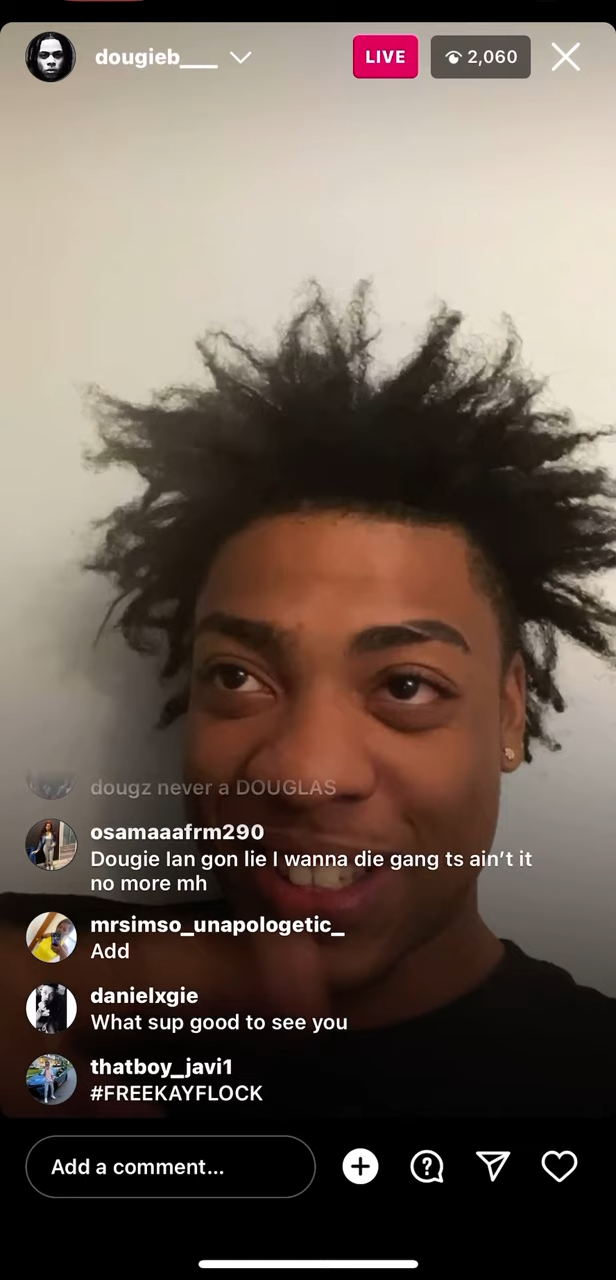 dougieb___
LIVE
2,060
dougz never a DOUGLAS
osamaaafrm290
Dougie Ian gon lie I wanna die gang ts ain’t it
no more mh
mrsimso_unapologetic_
Add
danielxgie
What sup good to see you
thatboy_javi1
#FREEKAYFLOCK
Add a comment...